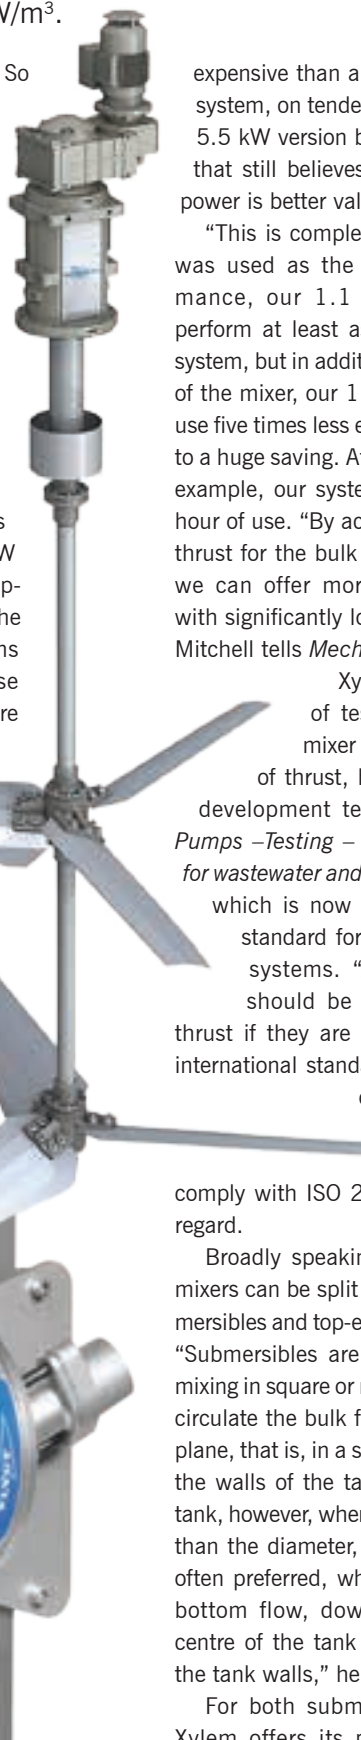 W/m³.
So
s
W
p-
he
ns
se
re
expensive than a
system, on tende
5.5 kW version b
that still believes
power is better val
“This is comple
was used as the
mance, our 1.1
perform at least a
system, but in addit
of the mixer, our 1
use five times less e
to a huge saving. At
example, our syste
hour of use. “By ac
thrust for the bulk
we can offer mor
with significantly lo
Mitchell tells Mech
Xy
of tes
mixer
of thrust, l
development te
Pumps –Testing –
for wastewater and
which is now
standard for
systems. “
should be
thrust if they are
international standa
comply with ISO 2
regard.
Broadly speakin
mixers can be split
mersibles and top-e
“Submersibles are
mixing in square or r
circulate the bulk f
plane, that is, in a s
the walls of the ta
tank, however, wher
than the diameter,
often preferred, wh
bottom flow, dow
centre of the tank
the tank walls,” he
For both subm
Xylem offers its